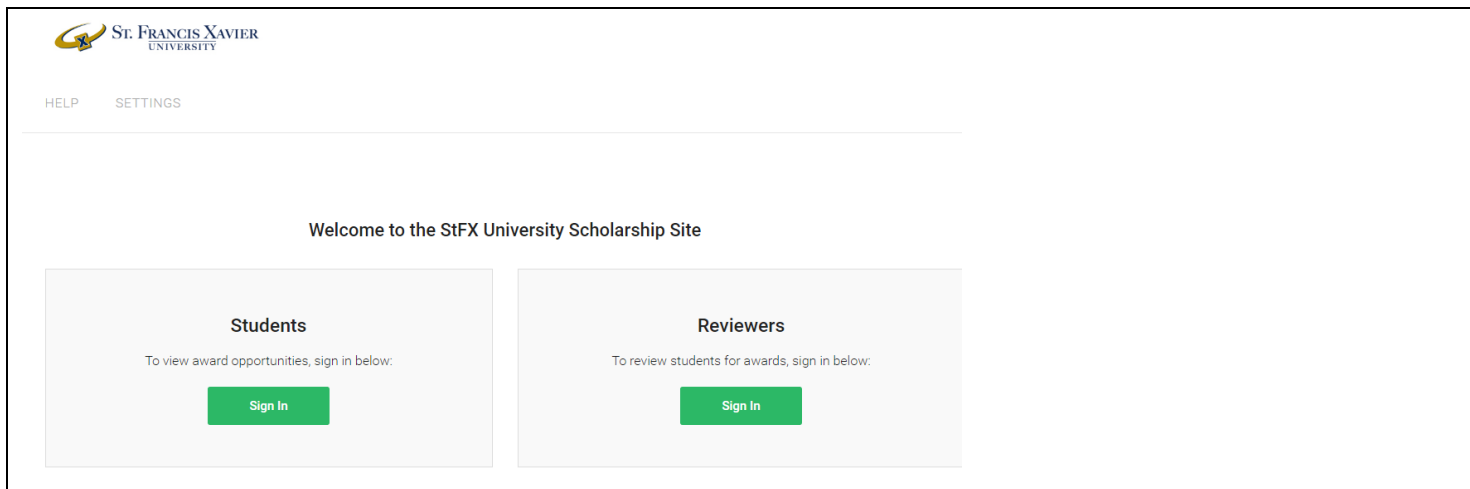 ST. FRANCIS XAVIER
UNIVERSITY
HELP SETTINGS
Welcome to the StFX University Scholarship Site
Students
To view award opportunities, sign in below:
Sign In
Reviewers
To review students for awards, sign in below:
Sign In